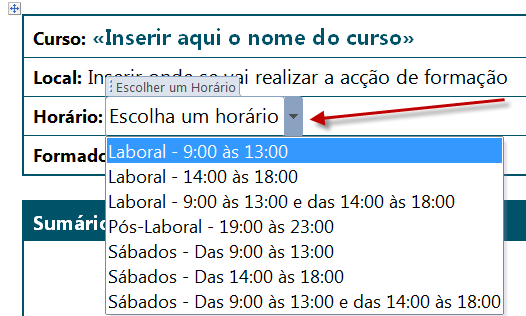 Curso: «Inserir aqui o nome do curso»
Local: Inserir onde se vai realizar a acção de formação
Escolher um Horário
Horário: Escolha um horário
Formado
Laboral - 9:00 às 13:00
Laboral - 14:00 às 18:00
Laboral - 9:00 às 13:00 e das 14:00 às 18:00
Pós-Laboral - 19:00 às 23:00
Sábados - Das 9:00 às 13:00
Sábados - Das 14:00 às 18:00
Sábados - Das 9:00 às 13:00 e das 14:00 às 18:00
Sumári